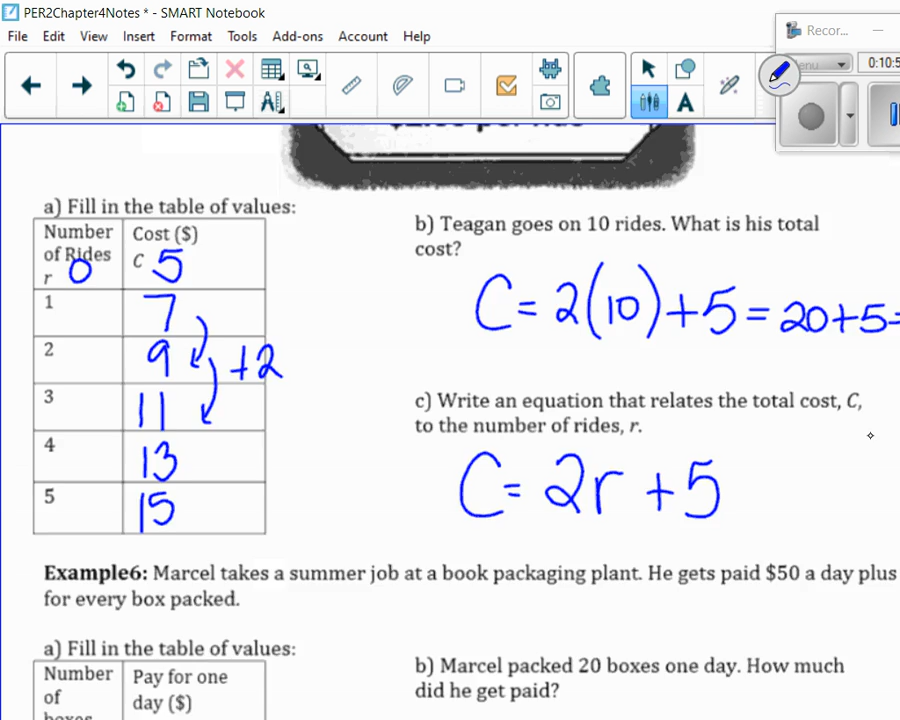 PER2Chapter4Notes * - SMART Notebook
File Edit View Insert Format Tools Add-ons Account Help
Recor...
enu
0:10:5
per ride
a) Fill in the table of values:
Number of Rides r 0
Cost ($) C 5
1 7
2 9
+2
3 11
4 13
5 15
b) Teagan goes on 10 rides. What is his total
cost?
C = 2(10) + 5 = 20 + 5 =
c) Write an equation that relates the total cost, C,
to the number of rides, r.
C = 2r + 5
Example6: Marcel takes a summer job at a book packaging plant. He gets paid $50 a day plus
for every box packed.
a) Fill in the table of values:
Number
of
boxes
Pay for one
day ($)
b) Marcel packed 20 boxes one day. How much
did he get paid?